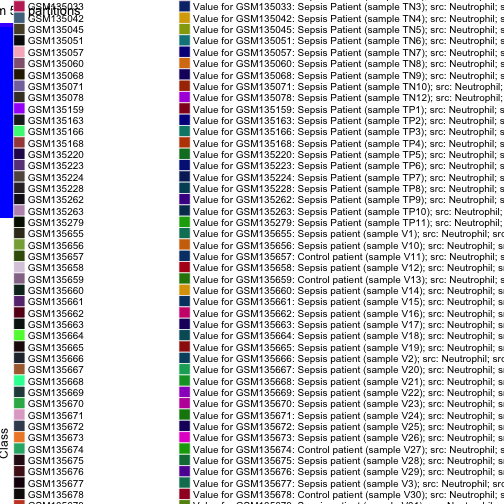 partitions
GSM135033 Value for GSM135033: Sepsis Patient (sample TN3); src: Neutrophil; s
GSM135042 Value for GSM135042: Sepsis Patient (sample TN4); src: Neutrophil; s
GSM135045 Value for GSM135045: Sepsis Patient (sample TN5); src: Neutrophil; s
GSM135051 Value for GSM135051: Sepsis Patient (sample TN6); src: Neutrophil; s
GSM135057 Value for GSM135057: Sepsis Patient (sample TN7); src: Neutrophil; s
GSM135060 Value for GSM135060: Sepsis Patient (sample TN8); src: Neutrophil; s
GSM135068 Value for GSM135068: Sepsis Patient (sample TN9); src: Neutrophil; s
GSM135071 Value for GSM135071: Sepsis Patient (sample TN10); src: Neutrophil;
GSM135078 Value for GSM135078: Sepsis Patient (sample TN12); src: Neutrophil;
GSM135159 Value for GSM135159: Sepsis Patient (sample TP1); src: Neutrophil; s
GSM135163 Value for GSM135163: Sepsis Patient (sample TP2); src: Neutrophil; s
GSM135166 Value for GSM135166: Sepsis Patient (sample TP3); src: Neutrophil; s
GSM135168 Value for GSM135168: Sepsis Patient (sample TP4); src: Neutrophil; s
GSM135220 Value for GSM135220: Sepsis Patient (sample TP5); src: Neutrophil; s
GSM135223 Value for GSM135223: Sepsis Patient (sample TP6); src: Neutrophil; s
GSM135224 Value for GSM135224: Sepsis Patient (sample TP7); src: Neutrophil; s
GSM135228 Value for GSM135228: Sepsis Patient (sample TP8); src: Neutrophil; s
GSM135262 Value for GSM135262: Sepsis Patient (sample TP9); src: Neutrophil; s
GSM135263 Value for GSM135263: Sepsis Patient (sample TP10); src: Neutrophil;
GSM135279 Value for GSM135279: Sepsis Patient (sample TP11); src: Neutrophil;
GSM135655 Value for GSM135655: Sepsis patient (sample V1); src: Neutrophil; src
GSM135656 Value for GSM135656: Sepsis patient (sample V10); src: Neutrophil; s
GSM135657 Value for GSM135657: Control patient (sample V11); src: Neutrophil; s
GSM135658 Value for GSM135658: Sepsis patient (sample V12); src: Neutrophil; s
GSM135659 Value for GSM135659: Control patient (sample V13); src: Neutrophil; s
GSM135660 Value for GSM135660: Sepsis patient (sample V14); src: Neutrophil; s
GSM135661 Value for GSM135661: Sepsis patient (sample V15); src: Neutrophil; s
GSM135662 Value for GSM135662: Sepsis patient (sample V16); src: Neutrophil; s
GSM135663 Value for GSM135663: Sepsis patient (sample V17); src: Neutrophil; s
GSM135664 Value for GSM135664: Sepsis patient (sample V18); src: Neutrophil; s
GSM135665 Value for GSM135665: Sepsis patient (sample V19); src: Neutrophil; s
GSM135666 Value for GSM135666: Sepsis patient (sample V2); src: Neutrophil; src
GSM135667 Value for GSM135667: Sepsis patient (sample V20); src: Neutrophil; s
GSM135668 Value for GSM135668: Sepsis patient (sample V21); src: Neutrophil; s
GSM135669 Value for GSM135669: Sepsis patient (sample V22); src: Neutrophil; s
GSM135670 Value for GSM135670: Sepsis patient (sample V23); src: Neutrophil; s
GSM135671 Value for GSM135671: Sepsis patient (sample V24); src: Neutrophil; s
GSM135672 Value for GSM135672: Sepsis patient (sample V25); src: Neutrophil; s
GSM135673 Value for GSM135673: Sepsis patient (sample V26); src: Neutrophil; s
GSM135674 Value for GSM135674: Control patient (sample V27); src: Neutrophil; s
GSM135675 Value for GSM135675: Sepsis patient (sample V28); src: Neutrophil; s
GSM135676 Value for GSM135676: Sepsis patient (sample V29); src: Neutrophil; s
GSM135677 Value for GSM135677: Sepsis patient (sample V3); src: Neutrophil; src
GSM135678 Value for GSM135678: Control patient (sample V30); src: Neutrophil; s
Class